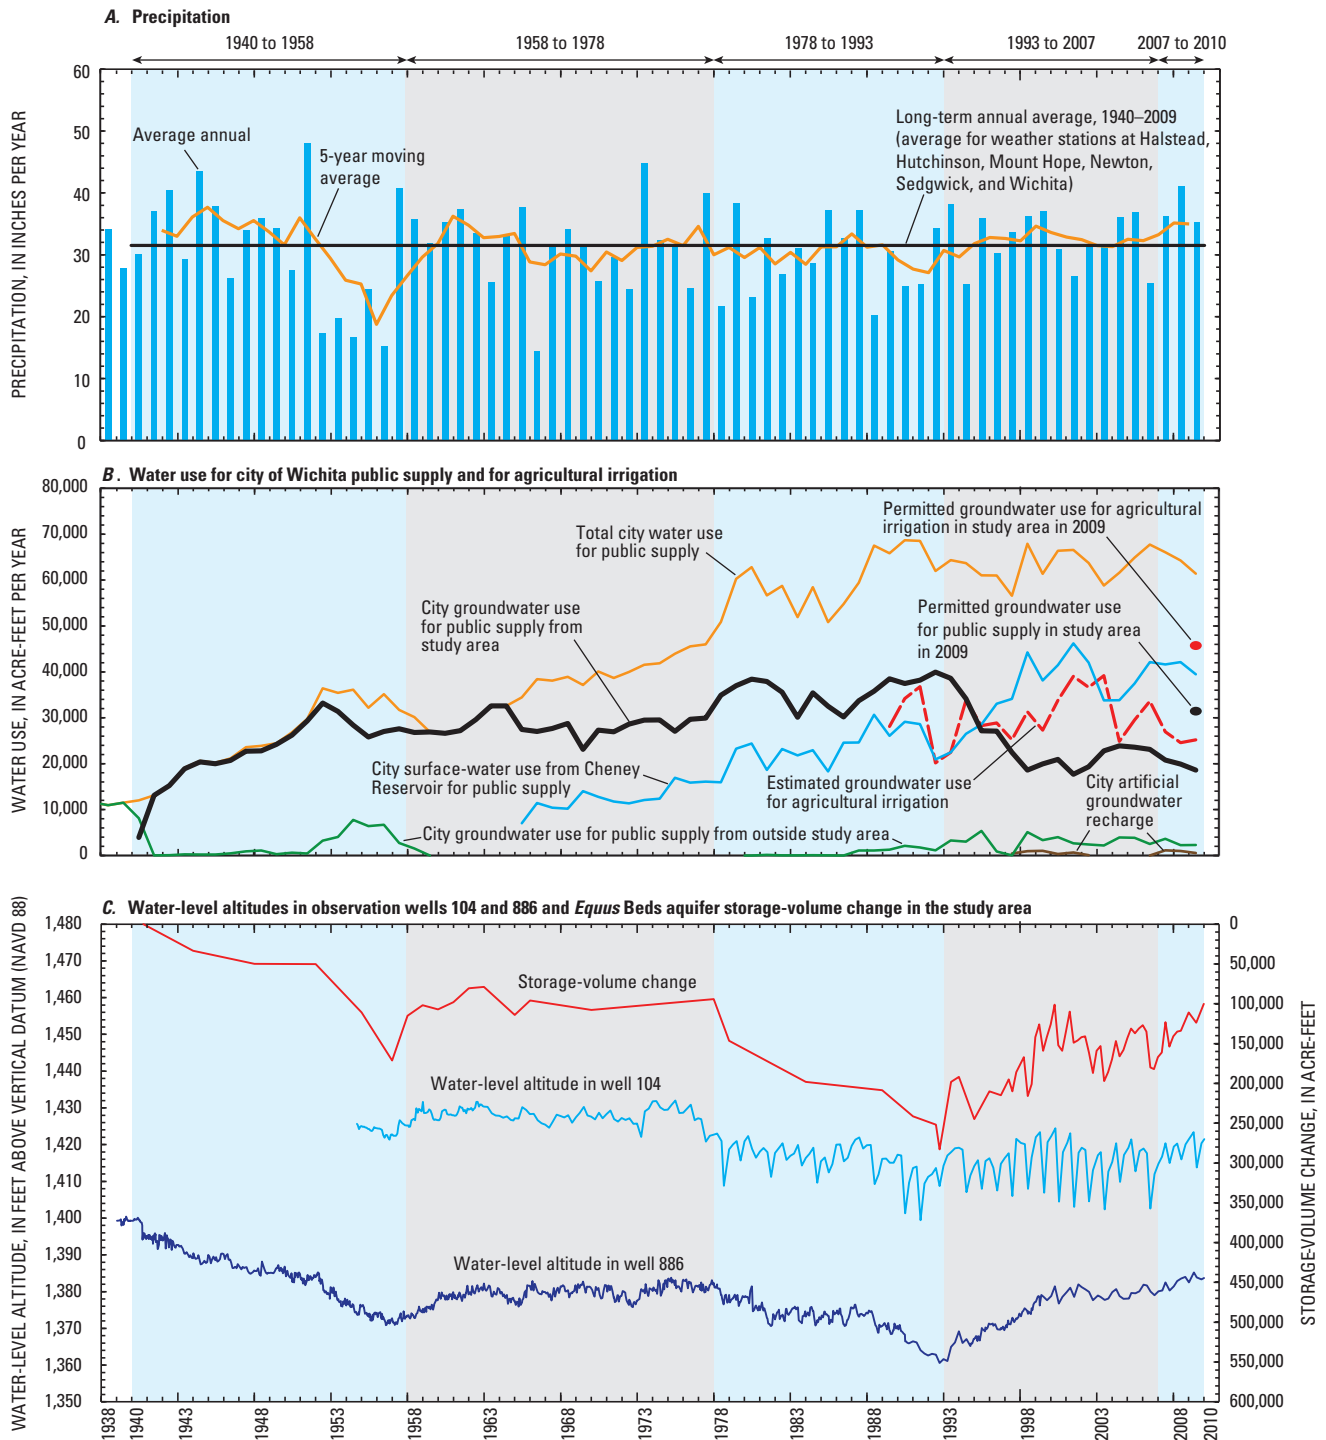 A. Precipitation
1940 to 1958
1958 to 1978
1978 to 1993
1993 to 2007
2007 to 2010
PRECIPITATION, IN INCHES PER YEAR
60
50
40
30
20
10
0
Average annual
5-year moving
average
Long-term annual average, 1940–2009
(average for weather stations at Halstead,
Hutchinson, Mount Hope, Newton,
Sedgwick, and Wichita)
B. Water use for city of Wichita public supply and for agricultural irrigation
WATER USE, IN ACRE-FEET PER YEAR
80,000
70,000
60,000
50,000
40,000
30,000
20,000
10,000
0
Total city water use
for public supply
Permitted groundwater use for agricultural
irrigation in study area in 2009
City groundwater use
for public supply from
study area
Permitted groundwater use
for public supply in study area
in 2009
City surface-water use from Cheney
Reservoir for public supply
Estimated groundwater use
for agricultural irrigation
City artificial
groundwater
recharge
City groundwater use for public supply from outside study area
C. Water-level altitudes in observation wells 104 and 886 and Equus Beds aquifer storage-volume change in the study area
WATER-LEVEL ALTITUDE, IN FEET ABOVE VERTICAL DATUM (NAVD 88)
1,480
1,470
1,460
1,450
1,440
1,430
1,420
1,410
1,400
1,390
1,380
1,370
1,360
1,350
Storage-volume change
Water-level altitude in well 104
Water-level altitude in well 886
0
50,000
100,000
150,000
200,000
250,000
300,000
350,000
400,000
450,000
500,000
550,000
600,000
STORAGE-VOLUME CHANGE, IN ACRE-FEET
1938
1940
1943
1948
1953
1958
1963
1968
1973
1978
1983
1988
1993
1998
2003
2008
2010